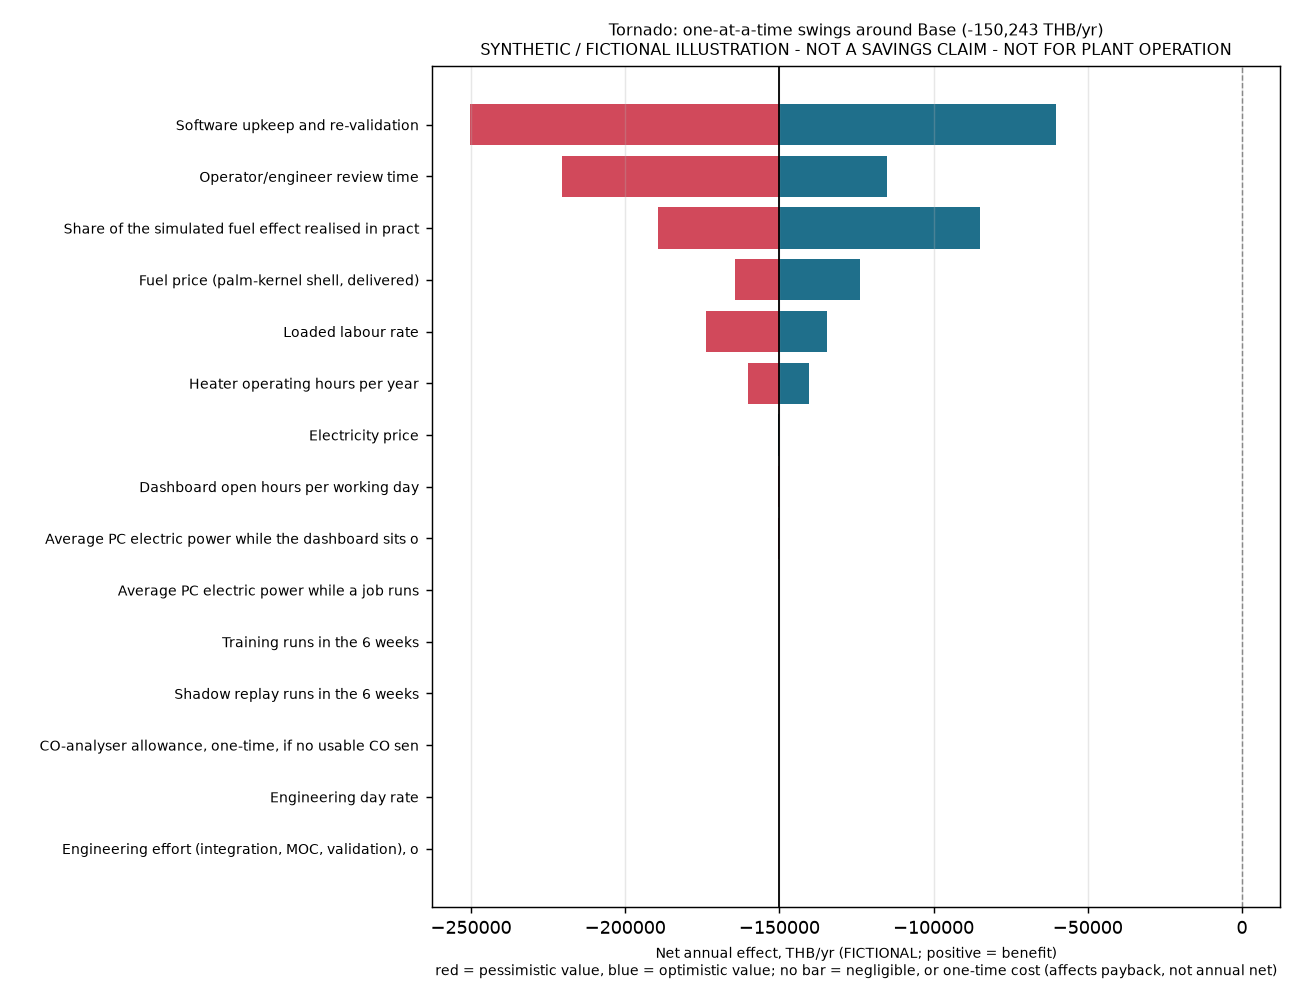 Tornado: one-at-a-time swings around Base (-150,243 THB/yr)
SYNTHETIC / FICTIONAL ILLUSTRATION - NOT A SAVINGS CLAIM - NOT FOR PLANT OPERATION
Software upkeep and re-validation
Operator/engineer review time
Share of the simulated fuel effect realised in pract
Fuel price (palm-kernel shell, delivered)
Loaded labour rate
Heater operating hours per year
Electricity price
Dashboard open hours per working day
Average PC electric power while the dashboard sits o
Average PC electric power while a job runs
Training runs in the 6 weeks
Shadow replay runs in the 6 weeks
CO-analyser allowance, one-time, if no usable CO sen
Engineering day rate
Engineering effort (integration, MOC, validation), o
−250000 −200000 −150000 −100000 −50000 0
Net annual effect, THB/yr (FICTIONAL; positive = benefit)
red = pessimistic value, blue = optimistic value; no bar = negligible, or one-time cost (affects payback, not annual net)